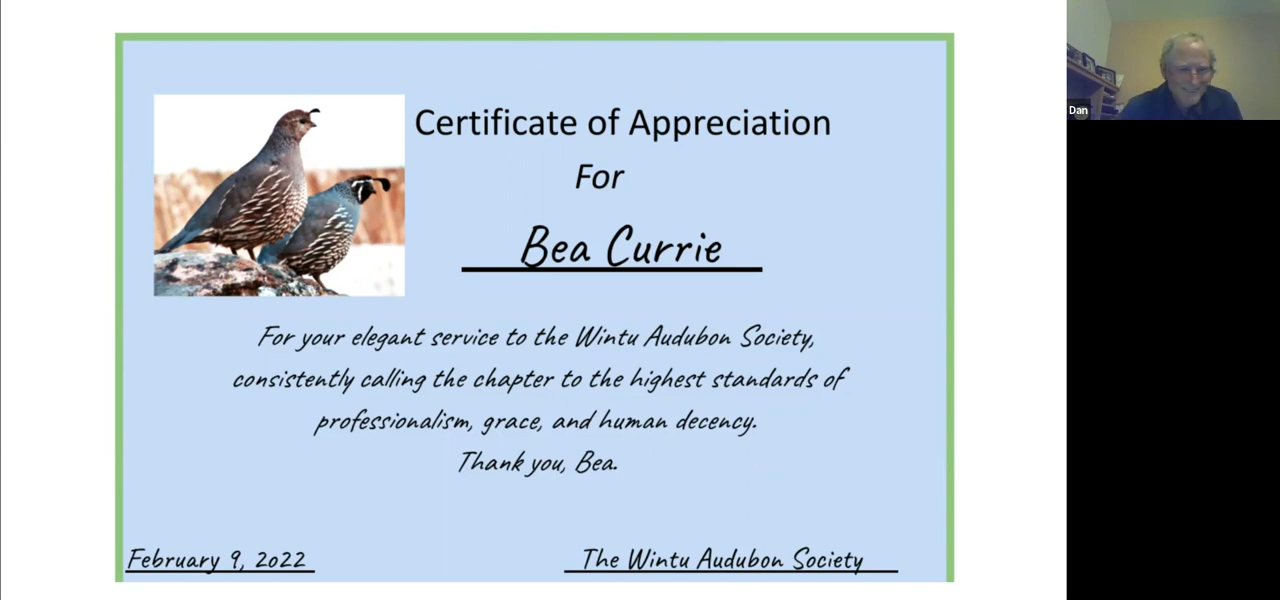 Certificate of Appreciation
For
Bea Currie
For your elegant service to the Wintu Audubon Society,
consistently calling the chapter to the highest standards of
professionalism, grace, and human decency.
Thank you, Bea.
February 9, 2022
The Wintu Audubon Society
Dan